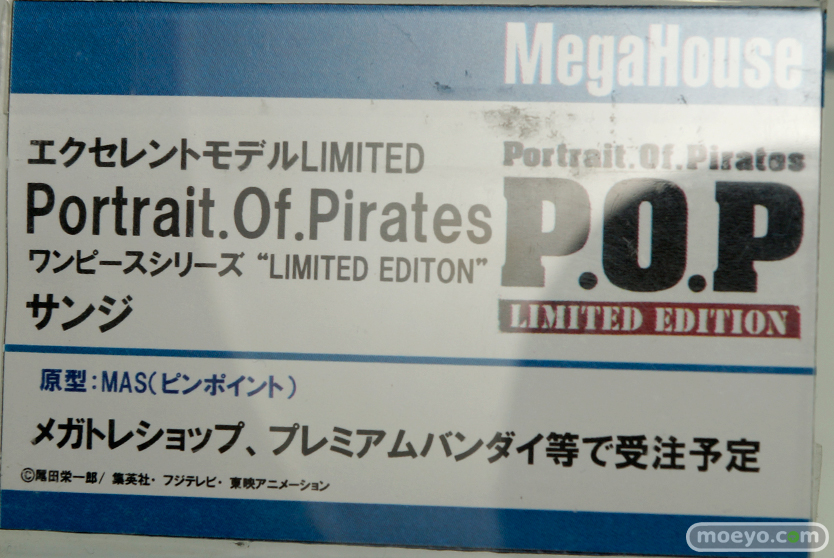 MegaHouse
エクセレントモデルLIMITED
Portrait.Of.Pirates
ワンピースシリーズ “LIMITED EDITON”
サンジ
Portrait.Of.Pirates
P.O.P
LIMITED EDITION
原型:MAS(ピンポイント)
メガトレショップ、プレミアムバンダイ等で受注予定
©尾田栄一郎/ 集英社・フジテレビ・東映アニメーション
moeyo.com